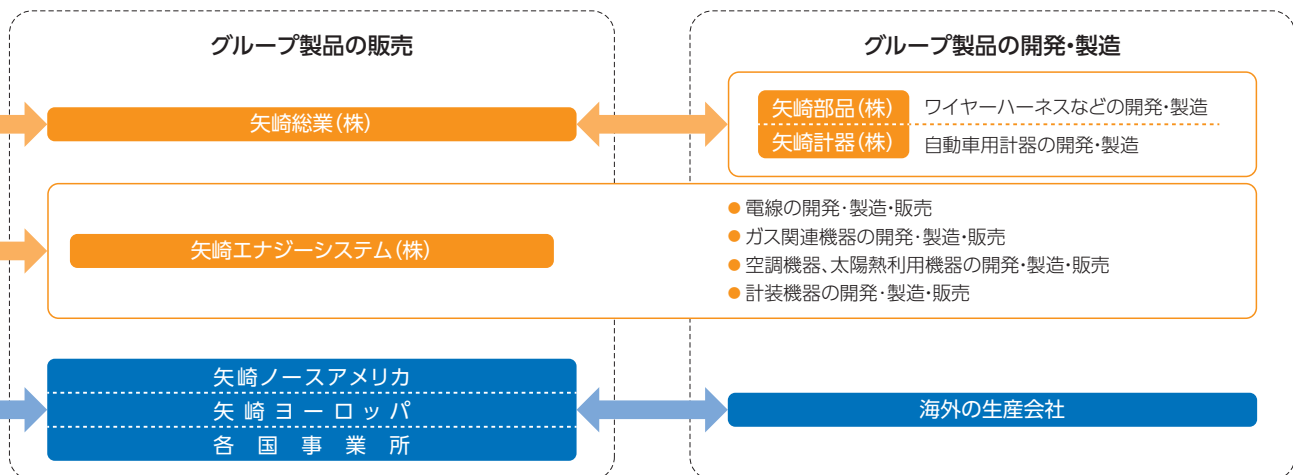 グループ製品の販売
グループ製品の開発・製造
矢崎総業(株)
矢崎部品(株) ワイヤーハーネスなどの開発・製造
矢崎計器(株) 自動車用計器の開発・製造
矢崎エナジーシステム(株)
●電線の開発・製造・販売
●ガス関連機器の開発・製造・販売
●空調機器、太陽熱利用機器の開発・製造・販売
●計装機器の開発・製造・販売
矢崎ノースアメリカ
矢崎ヨーロッパ
各国事業所
海外の生産会社